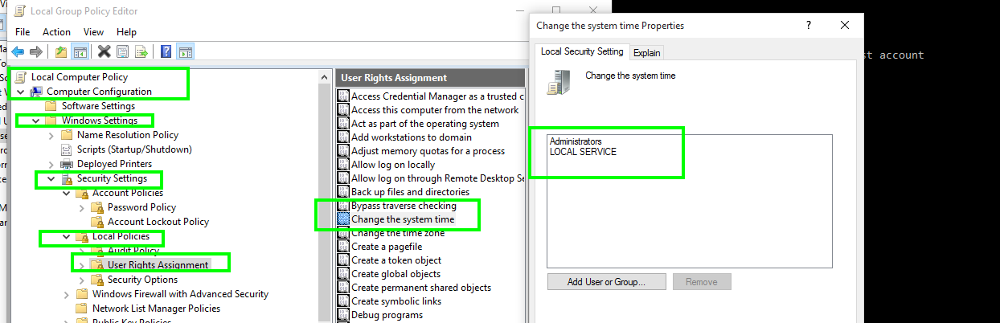 Local Group Policy Editor
File Action View Help
Local Computer Policy
Computer Configuration
Software Settings
Windows Settings
Name Resolution Policy
Scripts (Startup/Shutdown)
Deployed Printers
Security Settings
Account Policies
Password Policy
Account Lockout Policy
Local Policies
Audit Policy
User Rights Assignment
Security Options
Windows Firewall with Advanced Security
Network List Manager Policies
Public Key Policies
User Rights Assignment
Access Credential Manager as a trusted c
Access this computer from the network
Act as part of the operating system
Add workstations to domain
Adjust memory quotas for a process
Allow log on locally
Allow log on through Remote Desktop Se
Back up files and directories
Bypass traverse checking
Change the system time
Change the time zone
Create a pagefile
Create a token object
Create global objects
Create permanent shared objects
Create symbolic links
Debug programs
Change the system time Properties
Local Security Setting Explain
Change the system time
Administrators
LOCAL SERVICE
Add User or Group... Remove
st account